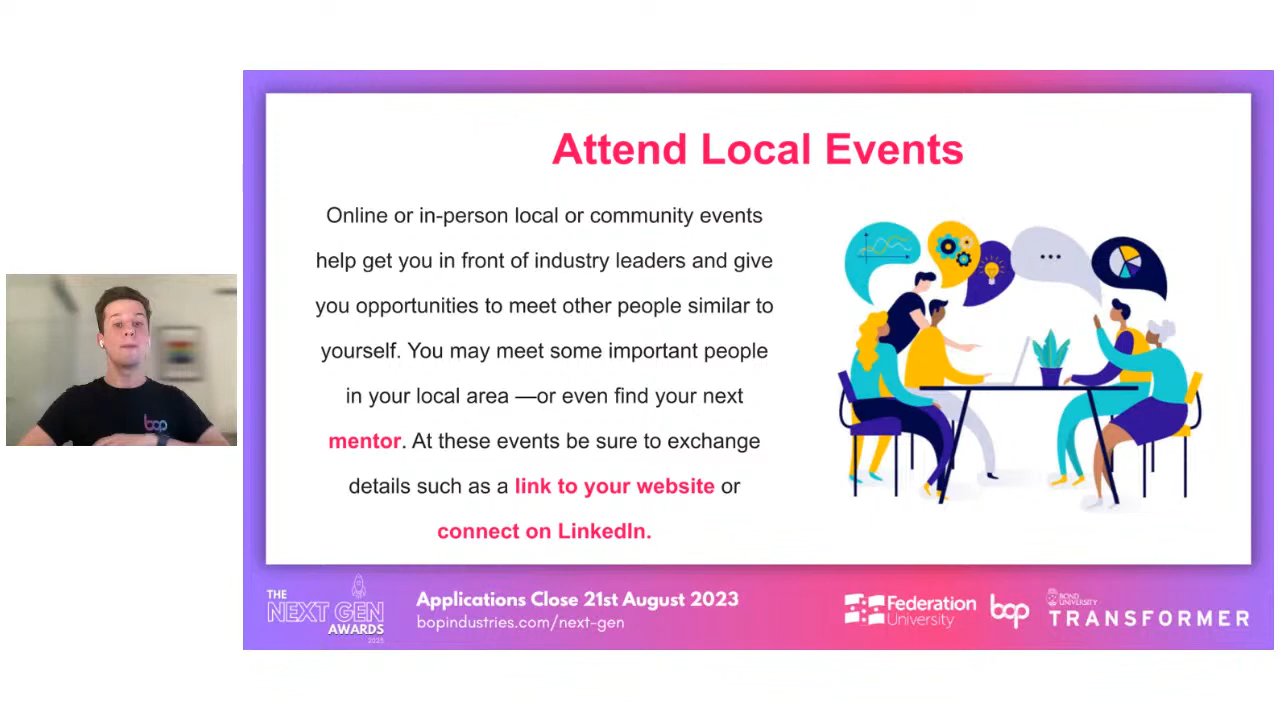 Attend Local Events
Online or in-person local or community events
help get you in front of industry leaders and give
you opportunities to meet other people similar to
yourself. You may meet some important people
in your local area —or even find your next
mentor. At these events be sure to exchange
details such as a link to your website or
connect on LinkedIn.
bop
THE
NEXT GEN
AWARDS
2023
Applications Close 21st August 2023
bopindustries.com/next-gen
Federation
University
bop
BOND
UNIVERSITY
TRANSFORMER